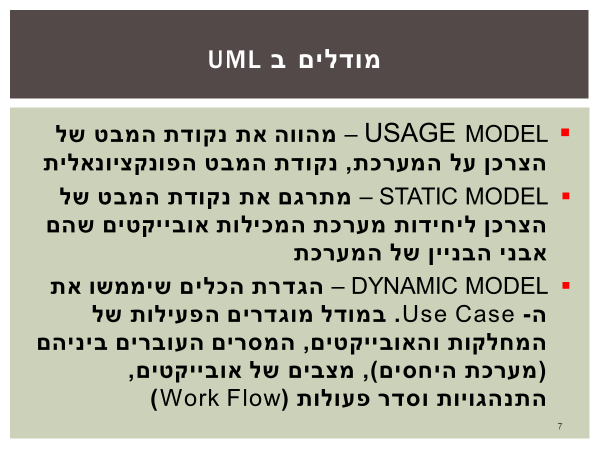 מודלים ב UML
USAGE MODEL – מהווה את נקודת המבט של
הצרכן על המערכת, נקודת המבט הפונקציונאלית
STATIC MODEL – מתרגם את נקודת המבט של
הצרכן ליחידות מערכת המכילות אובייקטים שהם
אבני הבניין של המערכת
DYNAMIC MODEL – הגדרת הכלים שיממשו את
ה- Use Case. במודל מוגדרים הפעילות של
המחלקות והאובייקטים, המסרים העוברים ביניהם
(מערכת היחסים), מצבים של אובייקטים,
התנהגויות וסדר פעולות (Work Flow)
7